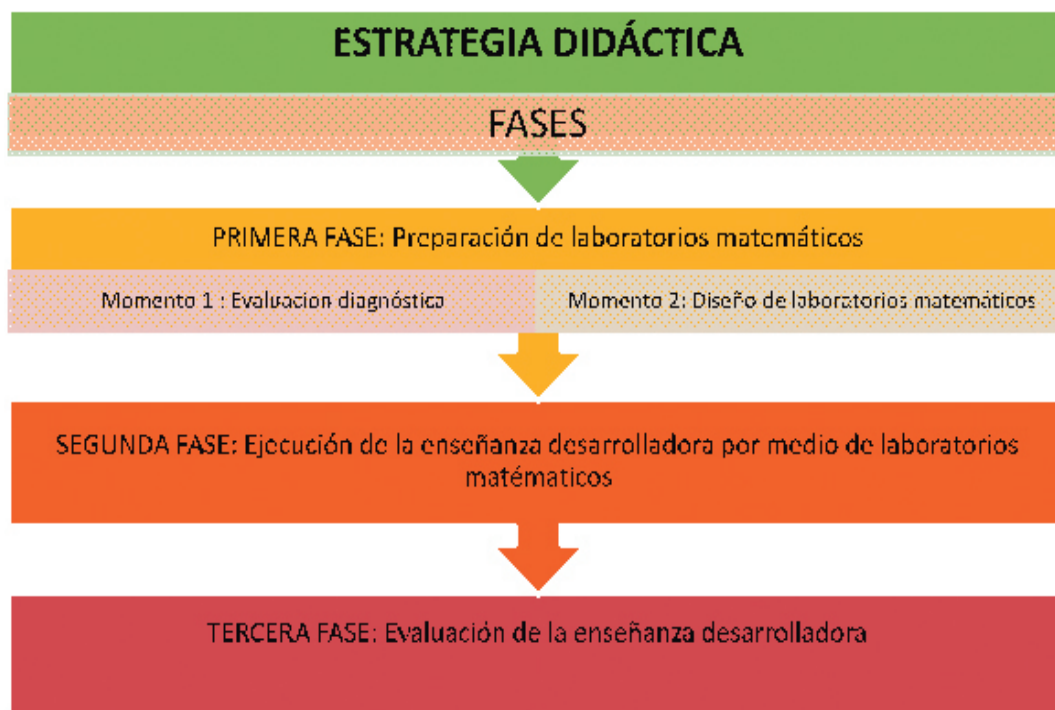 ESTRATEGIA DIDÁCTICA
FASES
PRIMERA FASE: Preparación de laboratorios matemáticos
Momento 1 : Evaluacion diagnóstica
Momento 2: Diseño de laboratorios matemáticos
SEGUNDA FASE: Ejecución de la enseñanza desarrolladora por medio de laboratorios
matématicos
TERCERA FASE: Evaluación de la enseñanza desarrolladora